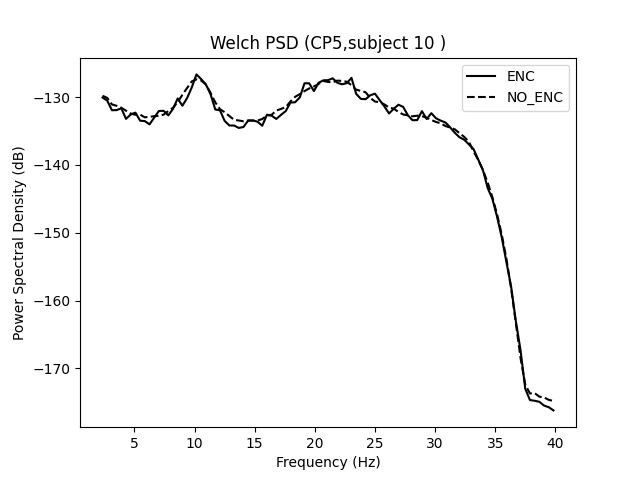 Welch PSD (CP5,subject 10 )
ENC
NO_ENC
−130
−140
−150
−160
−170
Power Spectral Density (dB)
5 10 15 20 25 30 35 40
Frequency (Hz)